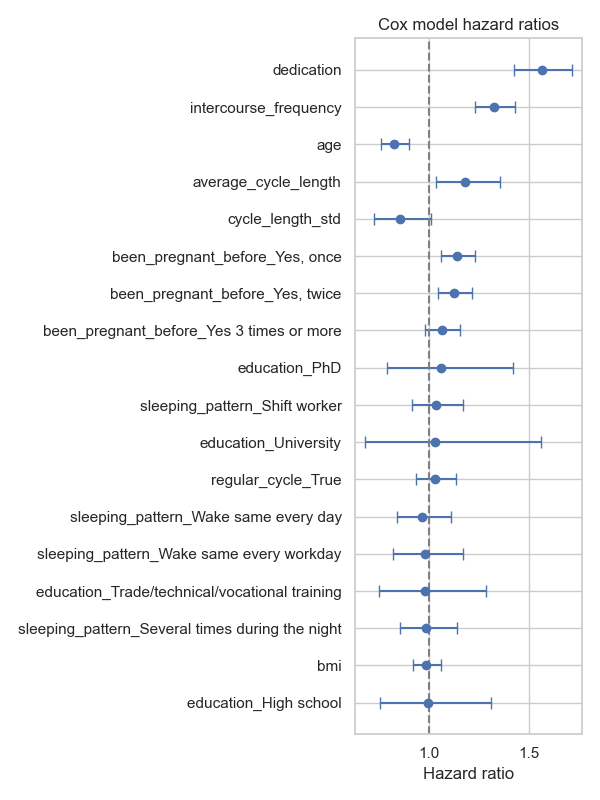 Cox model hazard ratios
dedication
intercourse_frequency
age
average_cycle_length
cycle_length_std
been_pregnant_before_Yes, once
been_pregnant_before_Yes, twice
been_pregnant_before_Yes 3 times or more
education_PhD
sleeping_pattern_Shift worker
education_University
regular_cycle_True
sleeping_pattern_Wake same every day
sleeping_pattern_Wake same every workday
education_Trade/technical/vocational training
sleeping_pattern_Several times during the night
bmi
education_High school
1.0 1.5
Hazard ratio